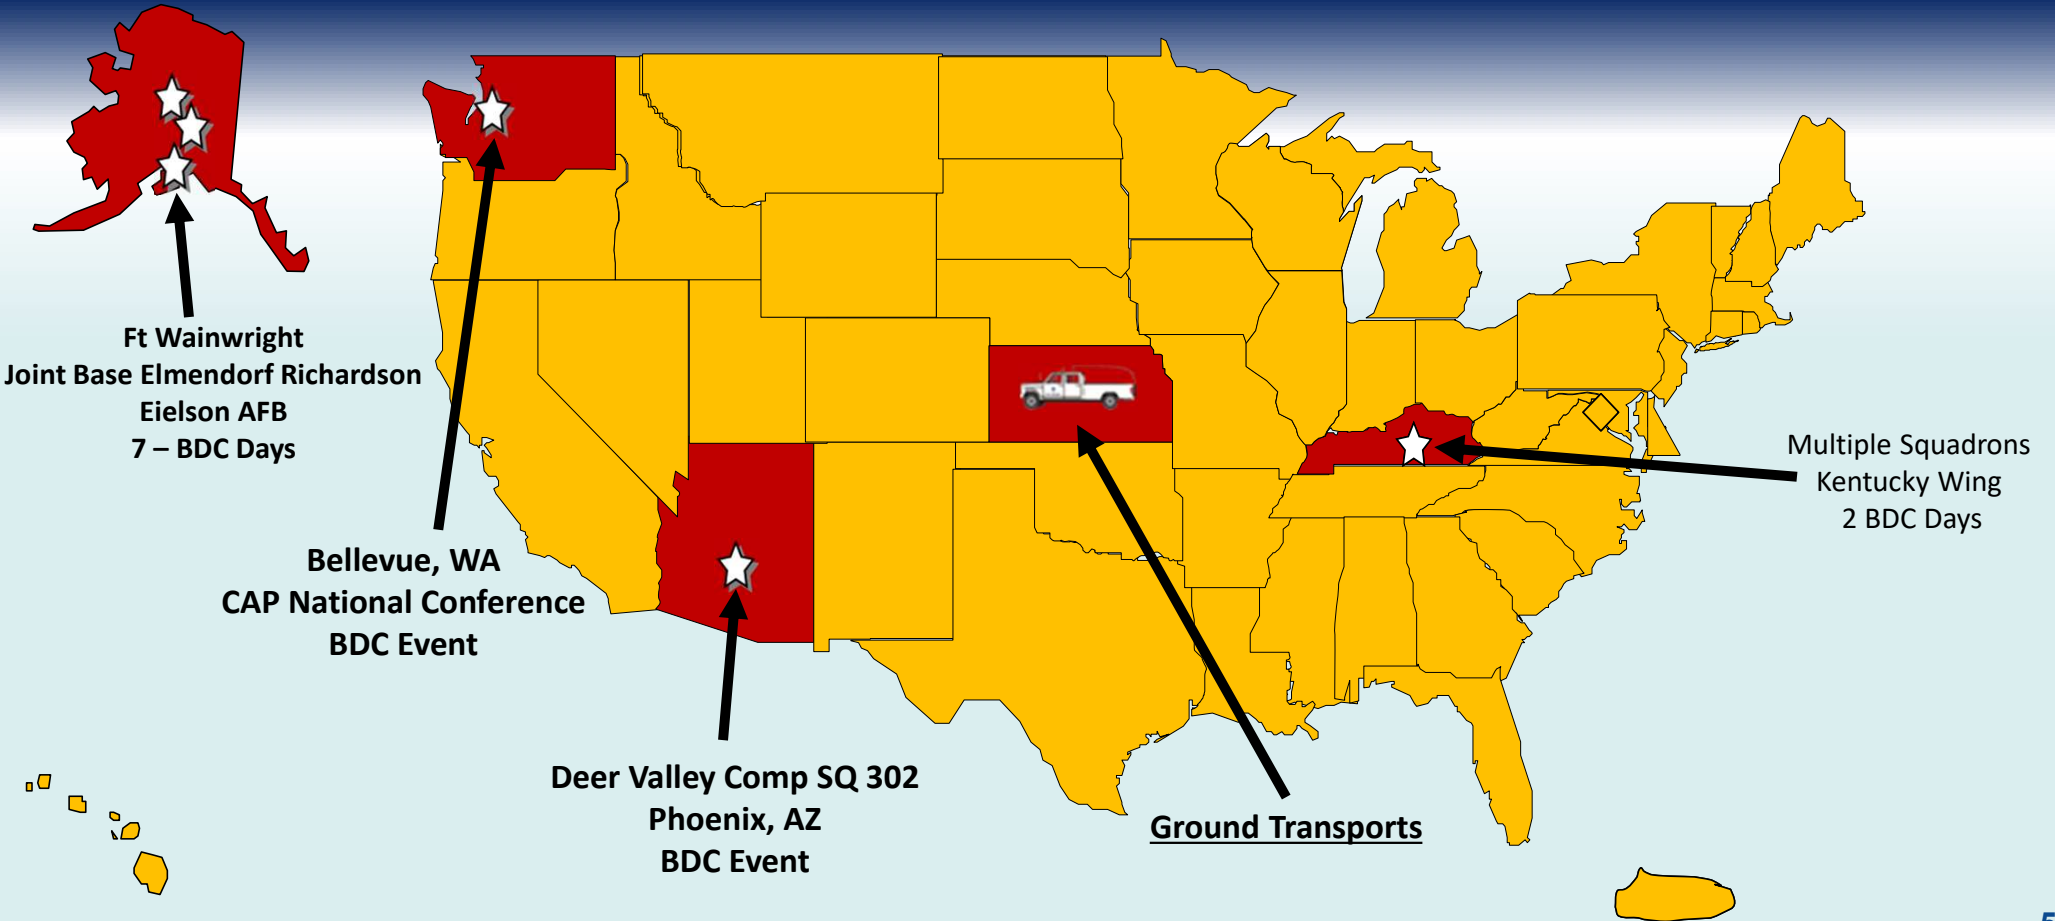 Ft Wainwright
Joint Base Elmendorf Richardson
Eielson AFB
7 – BDC Days
Bellevue, WA
CAP National Conference
BDC Event
Deer Valley Comp SQ 302
Phoenix, AZ
BDC Event
Ground Transports
Multiple Squadrons
Kentucky Wing
2 BDC Days